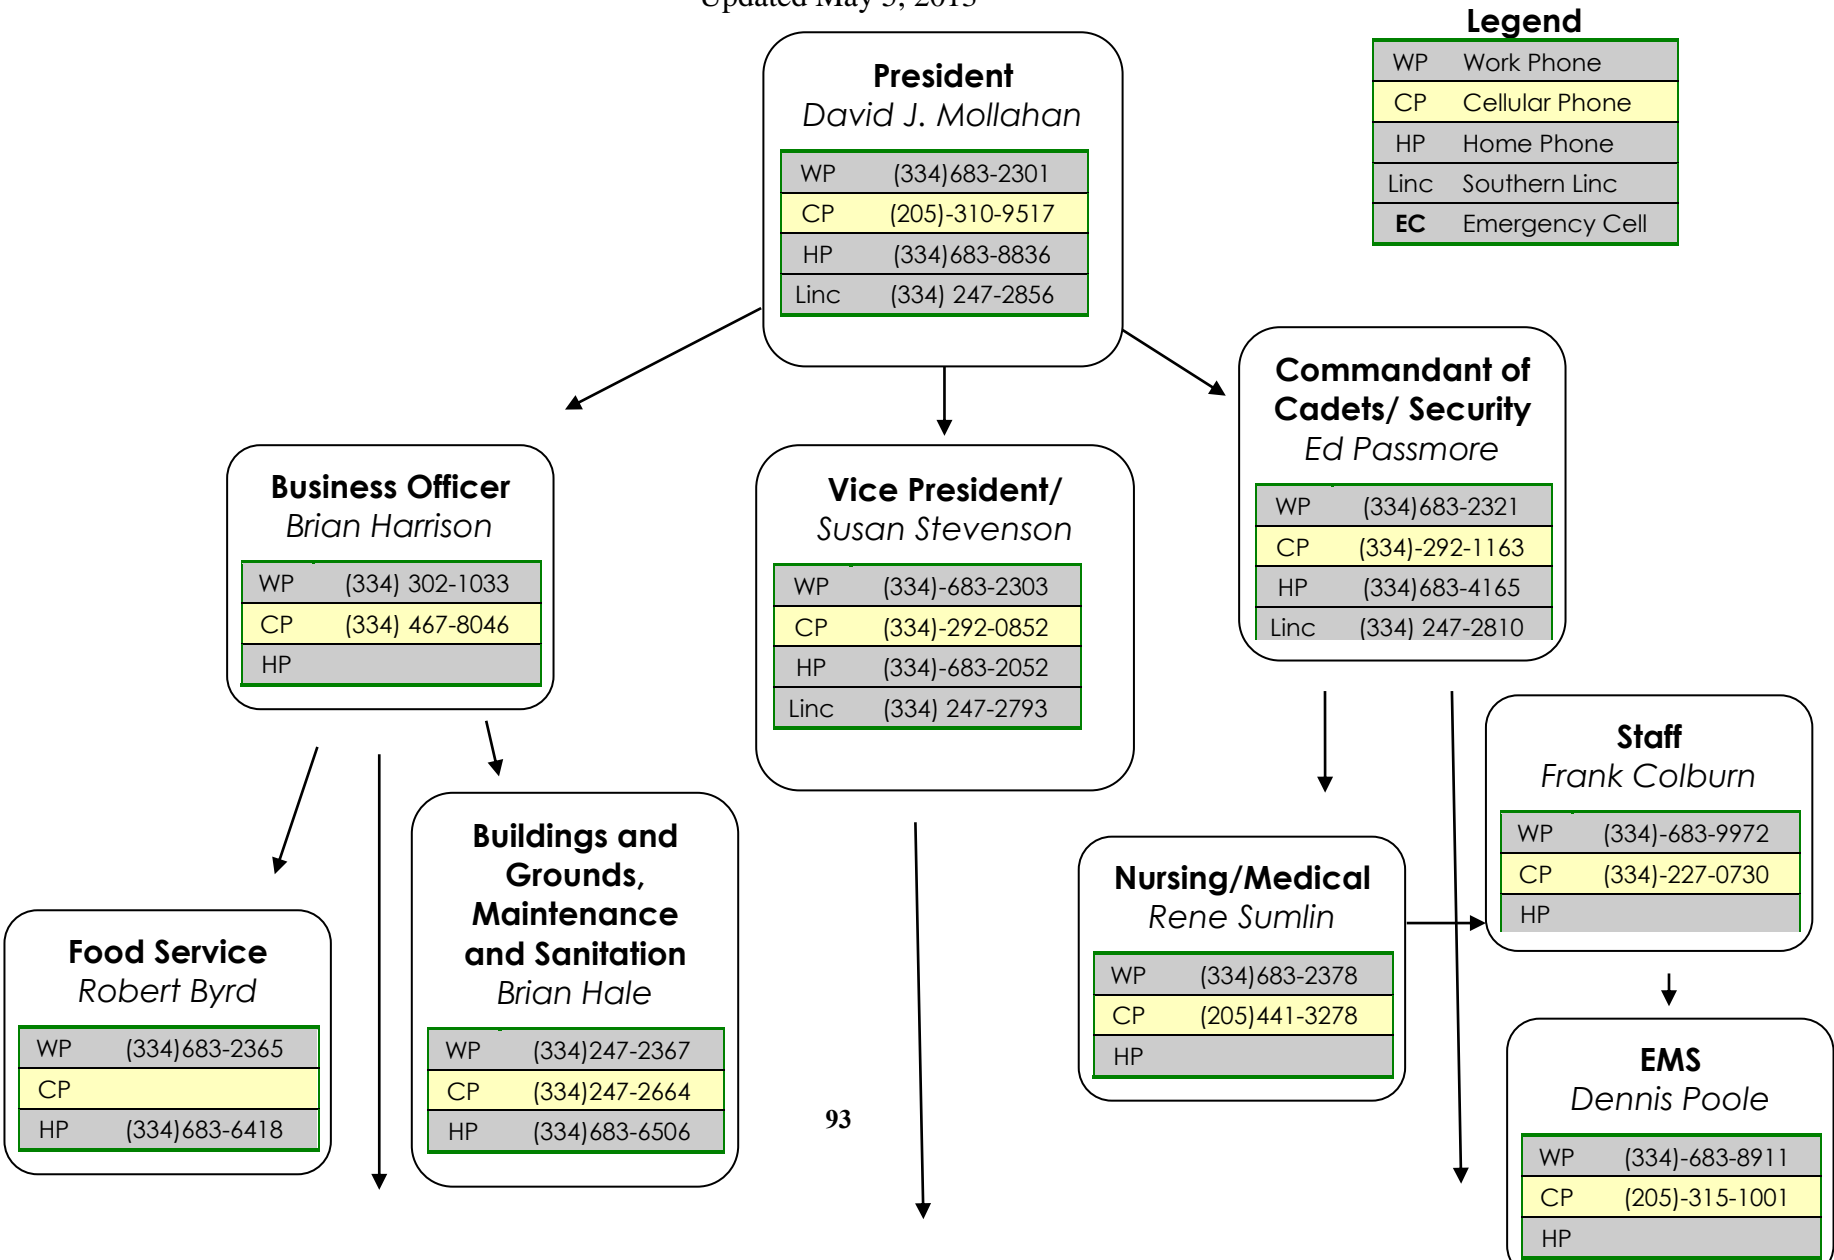 Updated May 3, 2013
Legend
WP Work Phone
CP Cellular Phone
HP Home Phone
Linc Southern Linc
EC Emergency Cell
President
David J. Mollahan
WP (334)683-2301
CP (205)-310-9517
HP (334)683-8836
Linc (334) 247-2856
Business Officer
Brian Harrison
WP (334) 302-1033
CP (334) 467-8046
HP
Vice President/
Susan Stevenson
WP (334)-683-2303
CP (334)-292-0852
HP (334)-683-2052
Linc (334) 247-2793
Commandant of
Cadets/ Security
Ed Passmore
WP (334)683-2321
CP (334)-292-1163
HP (334)683-4165
Linc (334) 247-2810
Food Service
Robert Byrd
WP (334)683-2365
CP
HP (334)683-6418
Buildings and
Grounds,
Maintenance
and Sanitation
Brian Hale
WP (334)247-2367
CP (334)247-2664
HP (334)683-6506
Nursing/Medical
Rene Sumlin
WP (334)683-2378
CP (205)441-3278
HP
Staff
Frank Colburn
WP (334)-683-9972
CP (334)-227-0730
HP
EMS
Dennis Poole
WP (334)-683-8911
CP (205)-315-1001
HP
93